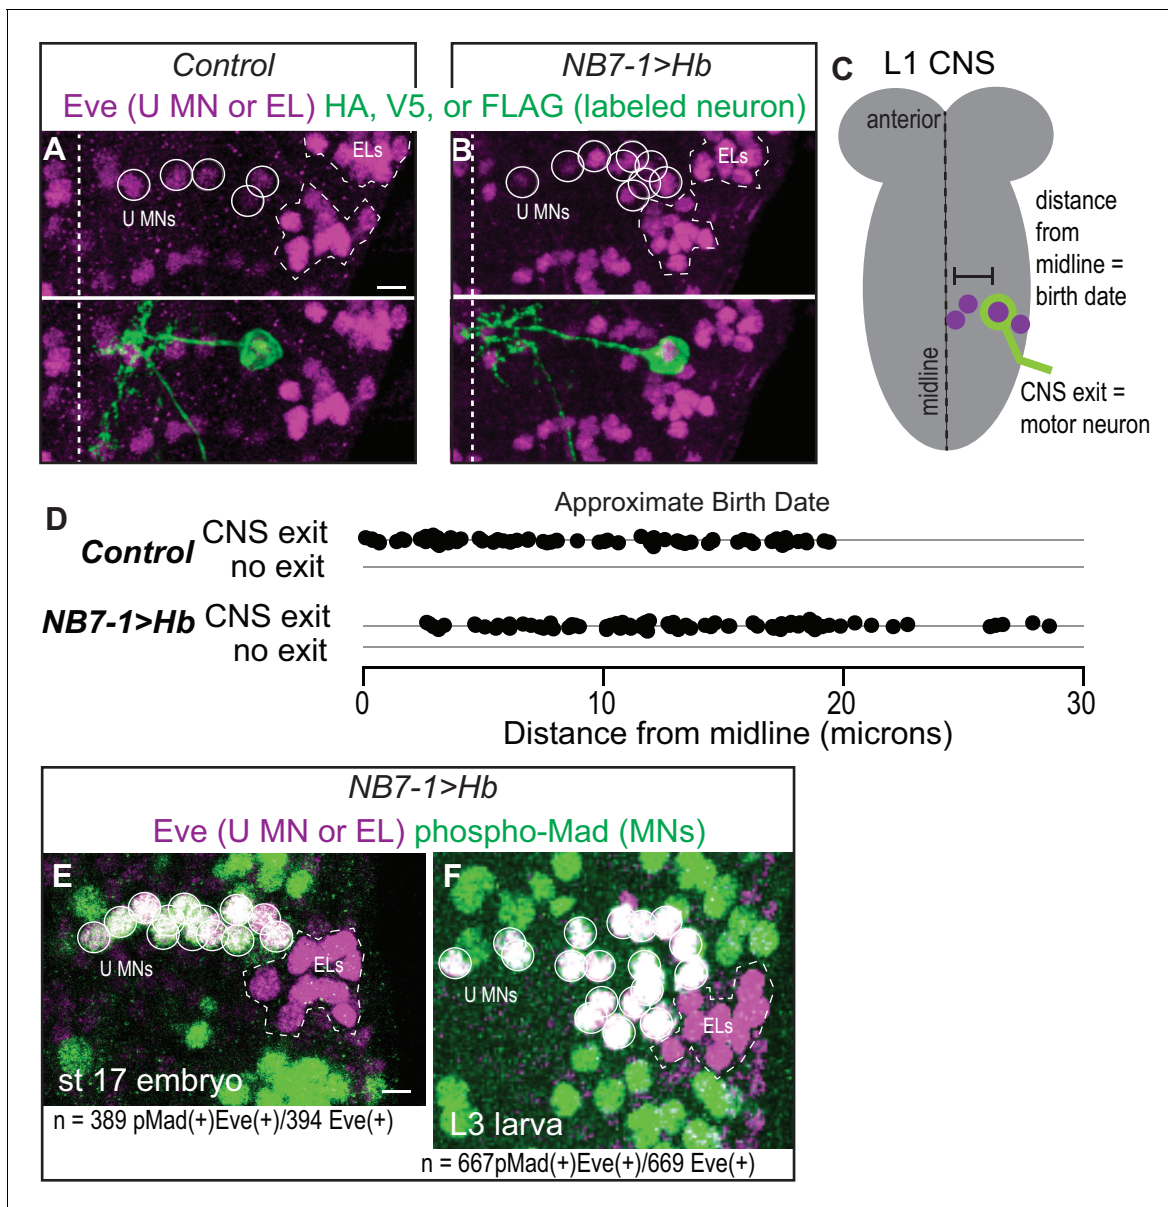 Control
NB7-1>Hb
Eve (U MN or EL) HA, V5, or FLAG (labeled neuron)
A
ELs
U MNs
B
ELs
U MNs
C
L1 CNS
anterior
midline
distance
from
midline =
birth date
CNS exit =
motor neuron
D
Approximate Birth Date
Control
CNS exit
no exit
NB7-1>Hb
CNS exit
no exit
0 10 20 30
Distance from midline (microns)
NB7-1>Hb
Eve (U MN or EL) phospho-Mad (MNs)
E
U MNs
ELs
st 17 embryo
n = 389 pMad(+)Eve(+)/394 Eve(+)
F
U MNs
ELs
L3 larva
n = 667pMad(+)Eve(+)/669 Eve(+)